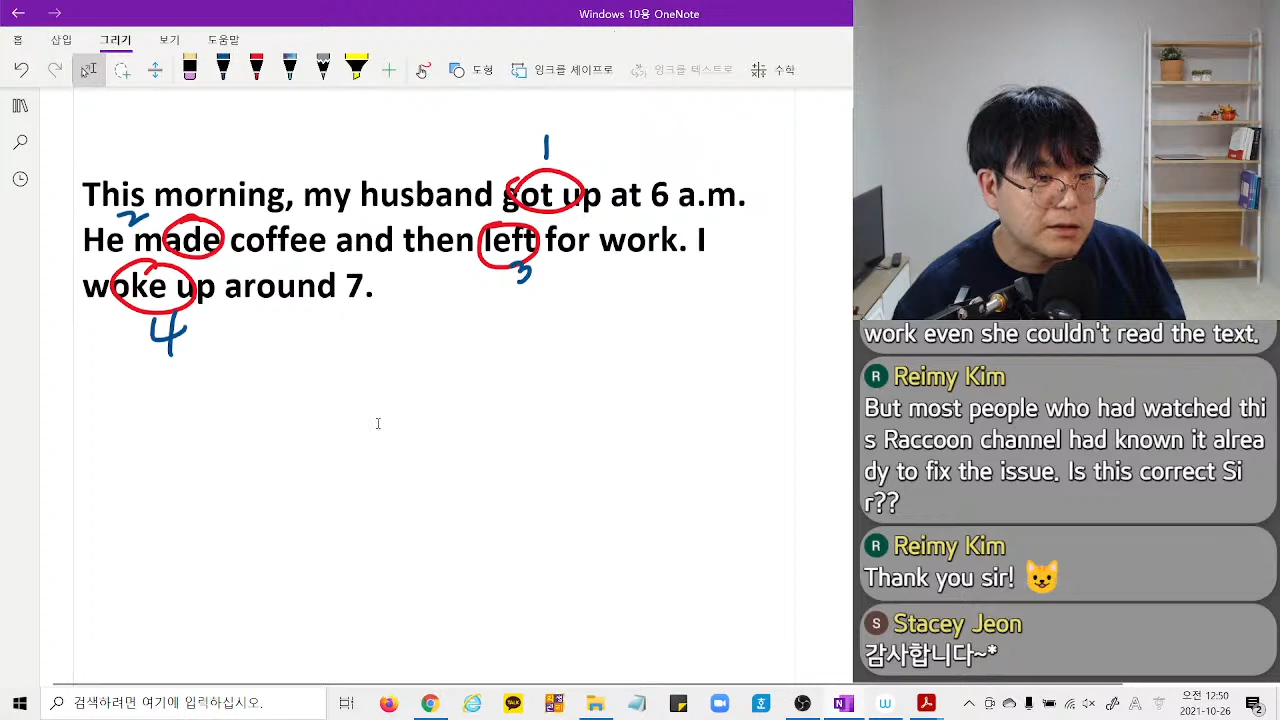 Windows 10용 OneNote
홈 삽입 그리기 보기 도움말
도형 잉크를 셰이프로 잉크를 텍스트로 수학
1
This morning, my husband got up at 6 a.m.
2
He made coffee and then left for work. I
3
woke up around 7.
4
work even she couldn't read the text.
R Reimy Kim
But most people who had watched thi
s Raccoon channel had known it alrea
dy to fix the issue. Is this correct Si
r??
R Reimy Kim
Thank you sir!
S Stacey Jeon
감사합니다~*
검색하려면 여기에 입력하십시오.
TALK
오전 12:50
2021-10-26
2